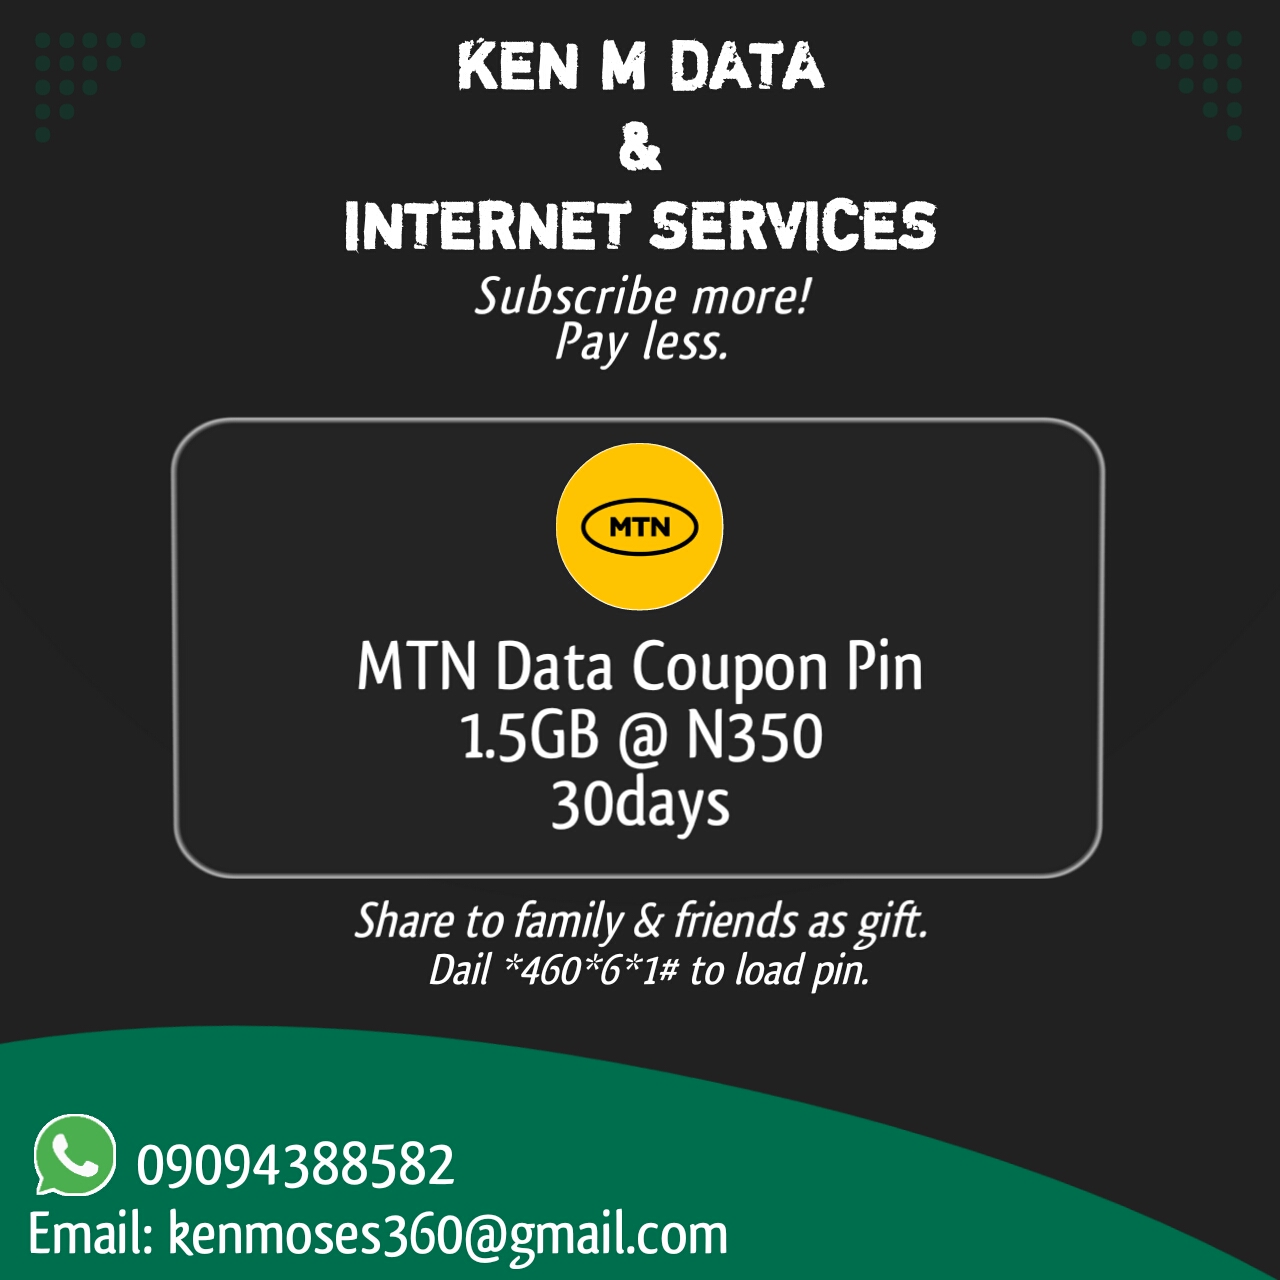 KEN M DATA
&
INTERNET SERVICES
Subscribe more!
Pay less.
MTN
MTN Data Coupon Pin
1.5GB @ N350
30days
Share to family & friends as gift.
Dail *460*6*1# to load pin.
09094388582
Email: kenmoses360@gmail.com